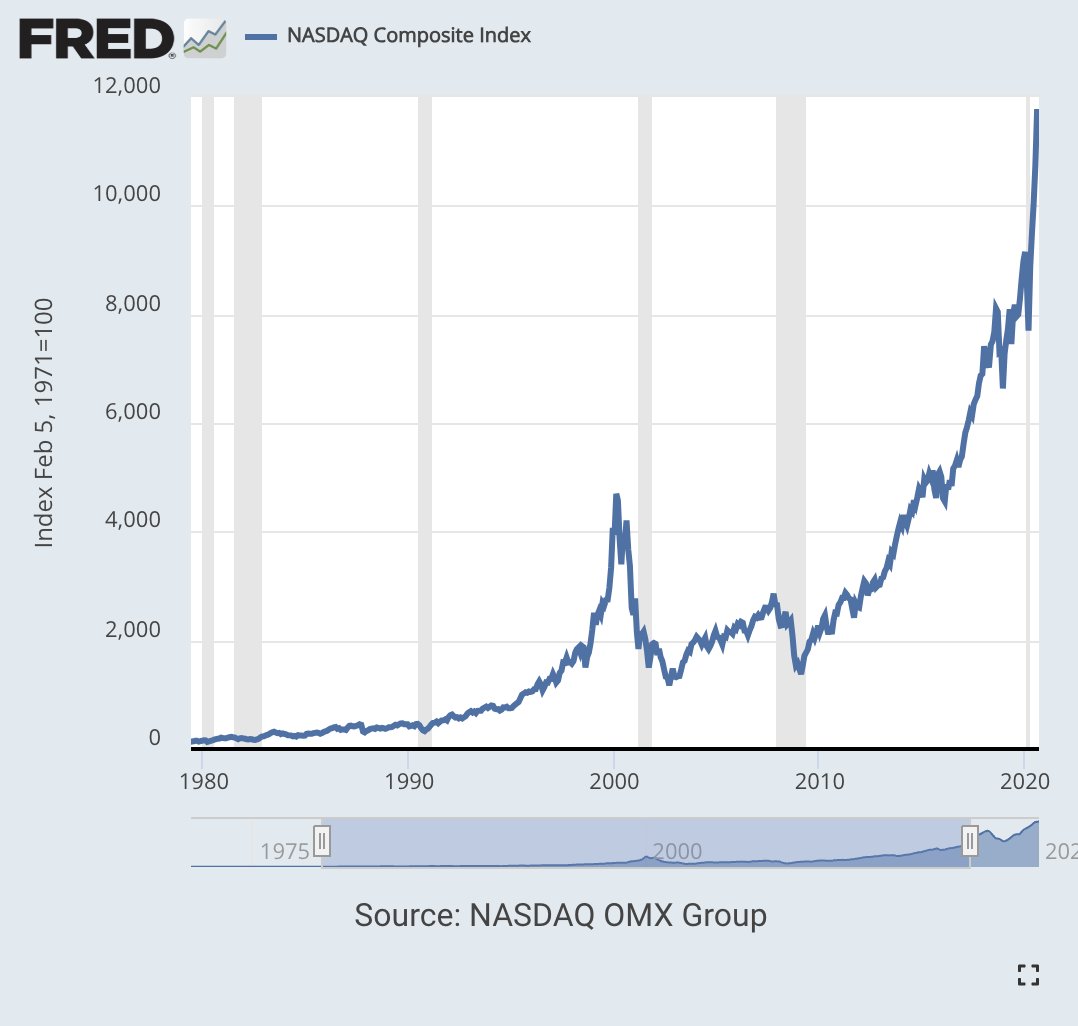 FRED® NASDAQ Composite Index
12,000
10,000
8,000
6,000
4,000
2,000
0
Index Feb 5, 1971=100
1980 1990 2000 2010 2020
1975 2000 202
Source: NASDAQ OMX Group